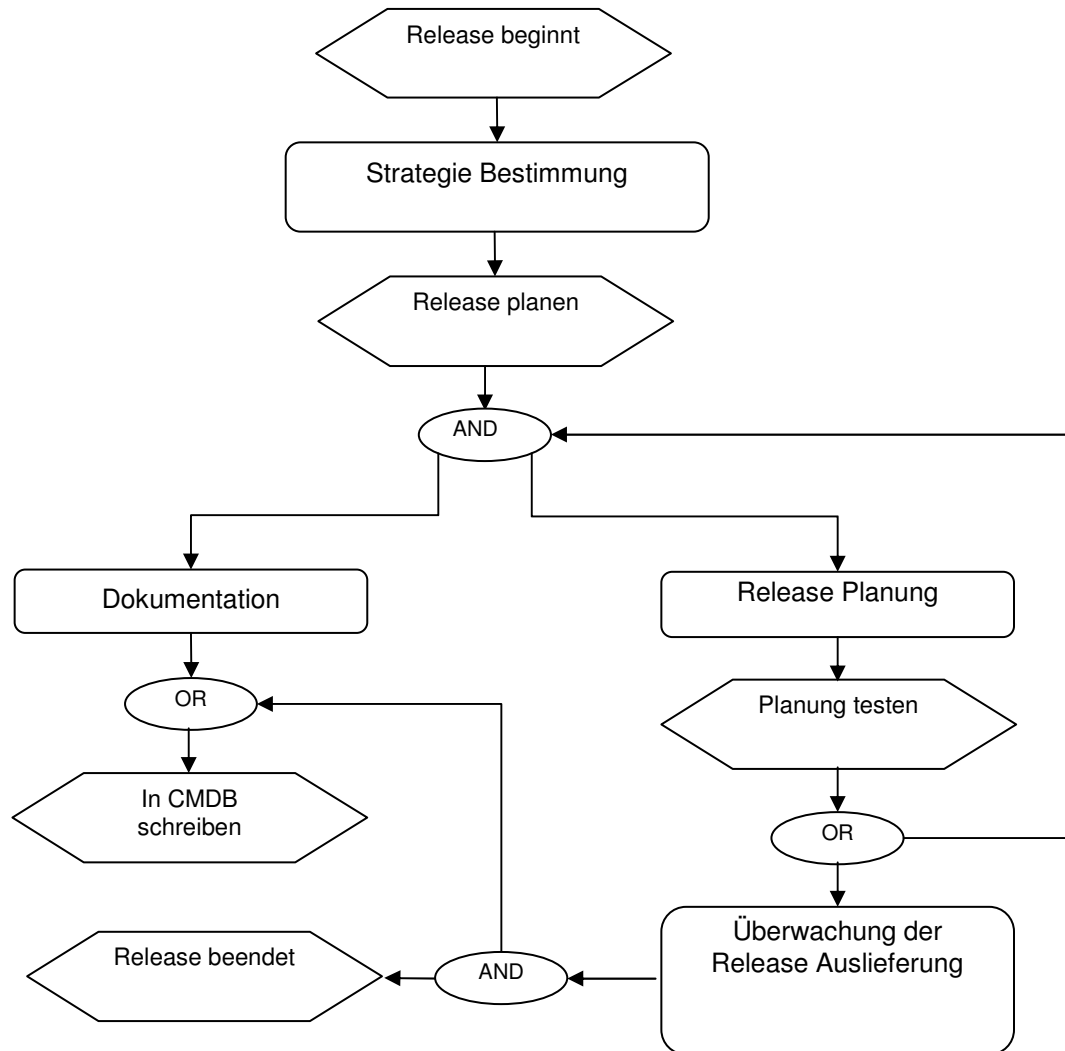 Release beginnt
Strategie Bestimmung
Release planen
AND
Dokumentation
Release Planung
OR
Planung testen
In CMDB
schreiben
OR
Überwachung der
Release Auslieferung
Release beendet
AND